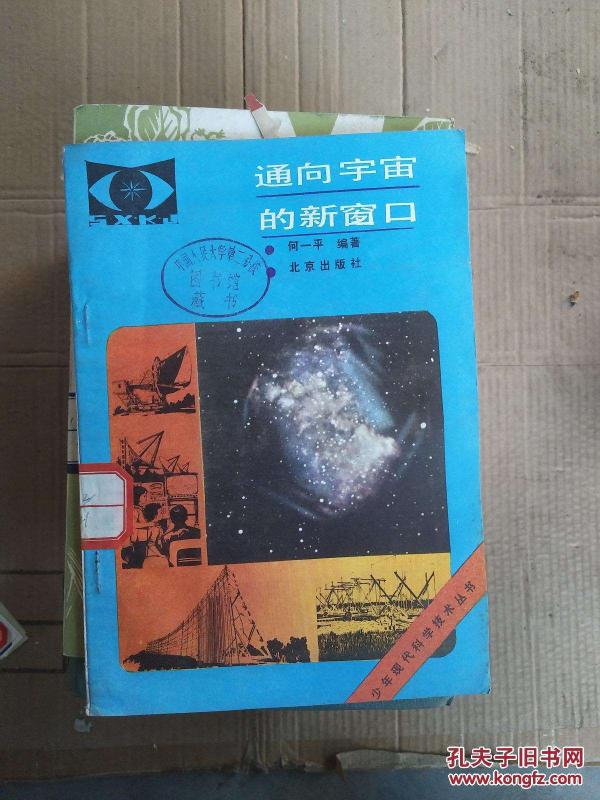 通向宇宙
的新窗口
何一平 编著
北京出版社
SXKJ
图书馆
藏书
少年现代科学技术丛书
孔夫子旧书网
www.kongfz.com